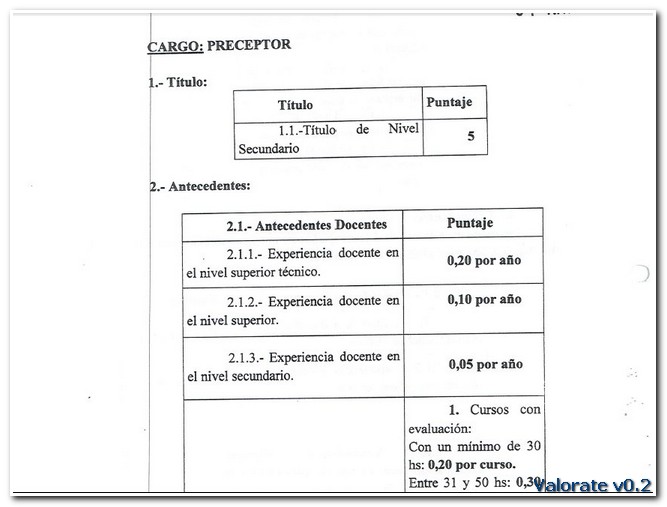 CARGO: PRECEPTOR
1.- Título:
Título
Puntaje
1.1.-Título de Nivel
Secundario
5
2.- Antecedentes:
2.1.- Antecedentes Docentes
Puntaje
2.1.1.- Experiencia docente en
el nivel superior técnico.
0,20 por año
2.1.2.- Experiencia docente en
el nivel superior.
0,10 por año
2.1.3.- Experiencia docente en
el nivel secundario.
0,05 por año
1. Cursos con
evaluación:
Con un mínimo de 30
hs: 0,20 por curso.
Entre 31 y 50 hs: 0,30
Valorate v0.2